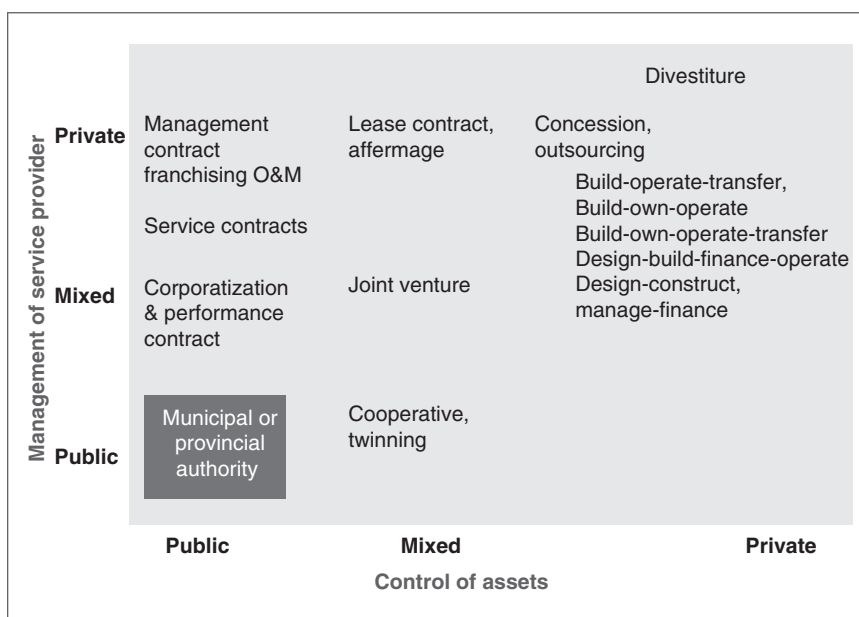 Management of service provider
Private
Mixed
Public
Divestiture
Management
contract
franchising O&M
Lease contract,
affermage
Concession,
outsourcing
Build-operate-transfer,
Build-own-operate
Build-own-operate-transfer
Design-build-finance-operate
Design-construct,
manage-finance
Service contracts
Corporatization
& performance
contract
Joint venture
Municipal or
provincial
authority
Cooperative,
twinning
Public
Mixed
Private
Control of assets